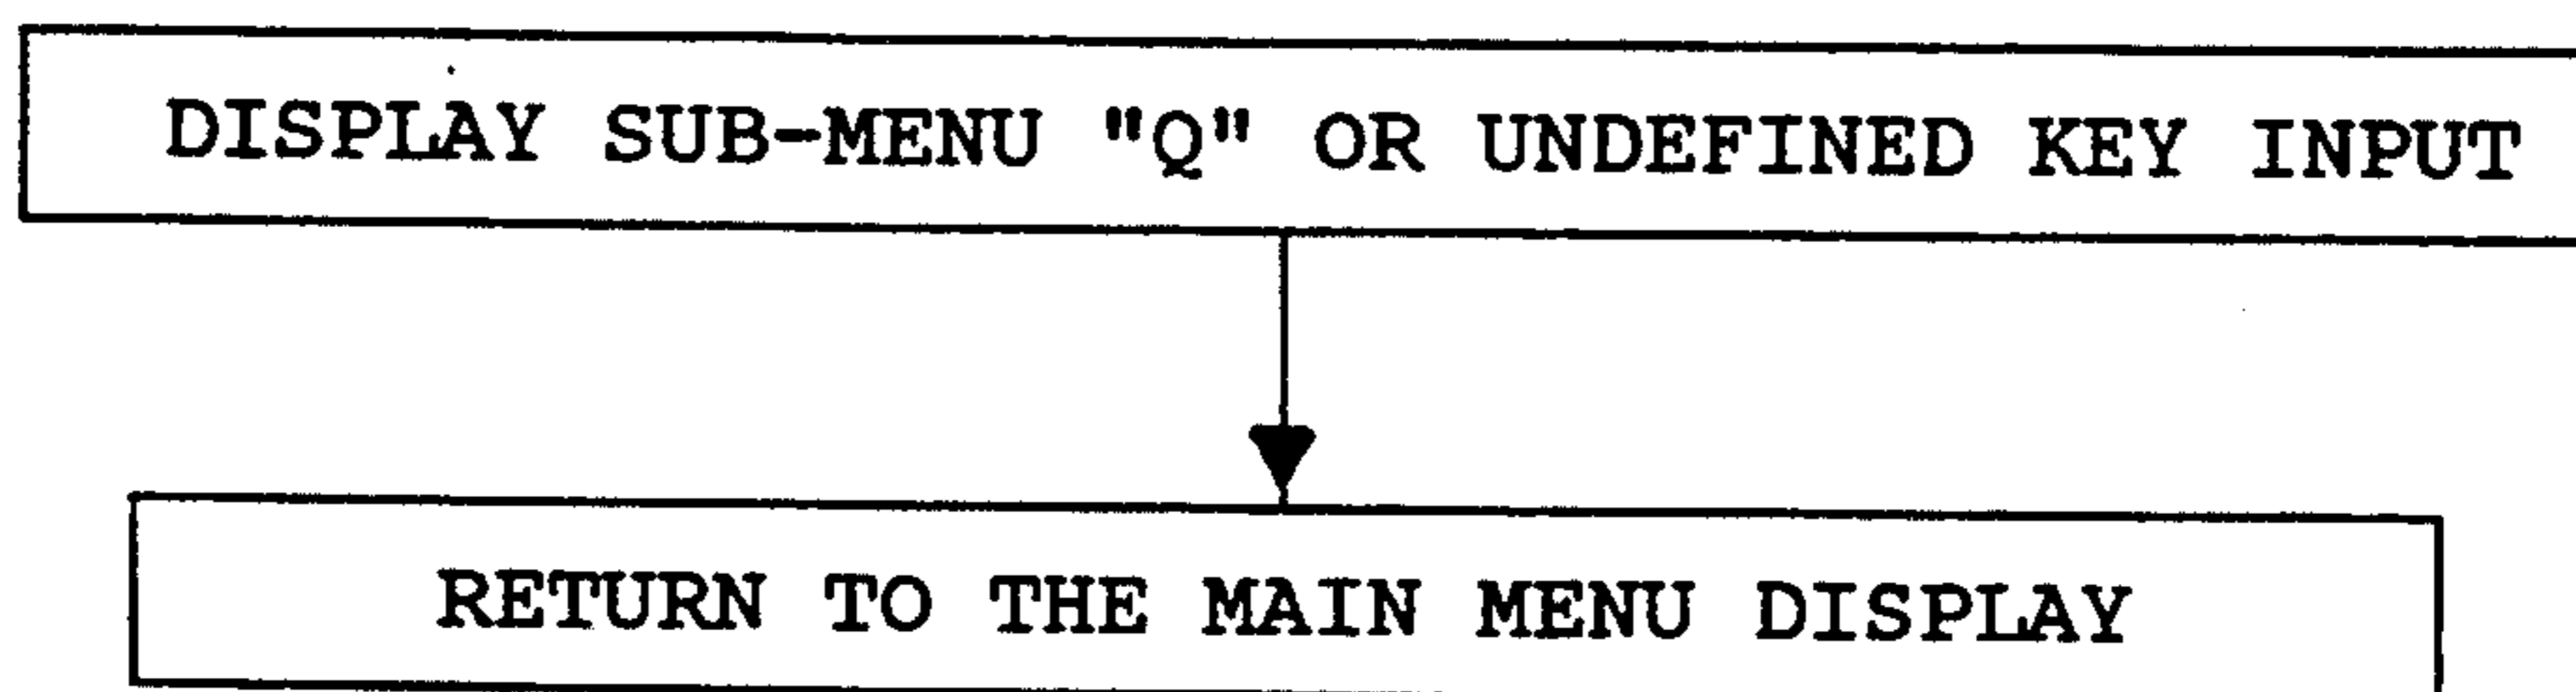 DISPLAY SUB-MENU "Q" OR UNDEFINED KEY INPUT
RETURN TO THE MAIN MENU DISPLAY